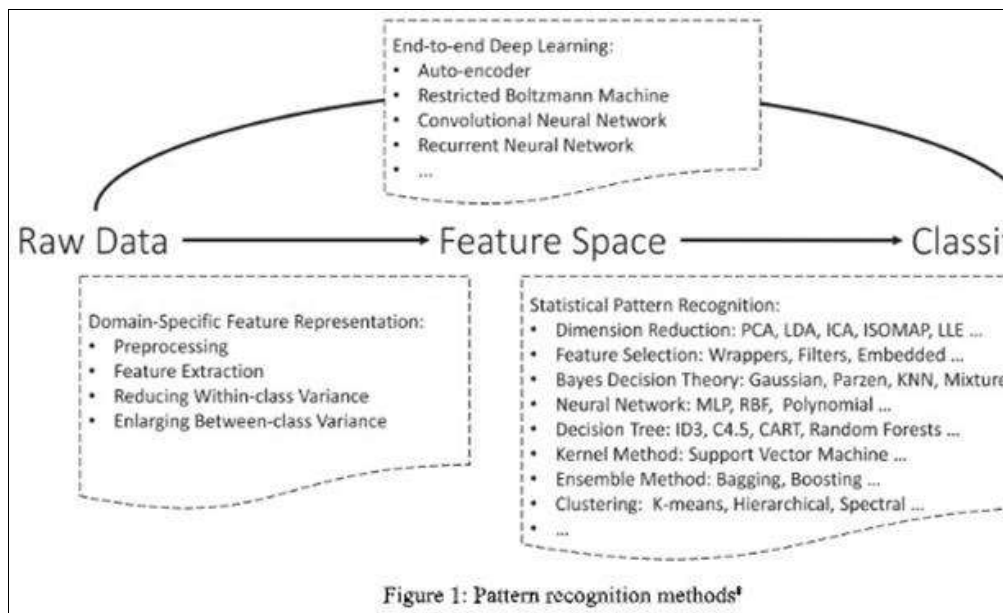 End-to-end Deep Learning:
• Auto-encoder
• Restricted Boltzmann Machine
• Convolutional Neural Network
• Recurrent Neural Network
• ...
Raw Data
Feature Space
Classif
Domain-Specific Feature Representation:
• Preprocessing
• Feature Extraction
• Reducing Within-class Variance
• Enlarging Between-class Variance
Statistical Pattern Recognition:
• Dimension Reduction: PCA, LDA, ICA, ISOMAP, LLE ...
• Feature Selection: Wrappers, Filters, Embedded ...
• Bayes Decision Theory: Gaussian, Parzen, KNN, Mixture
• Neural Network: MLP, RBF, Polynomial ...
• Decision Tree: ID3, C4.5, CART, Random Forests ...
• Kernel Method: Support Vector Machine ...
• Ensemble Method: Bagging, Boosting ...
• Clustering: K-means, Hierarchical, Spectral ...
• ...
Figure 1: Pattern recognition methods